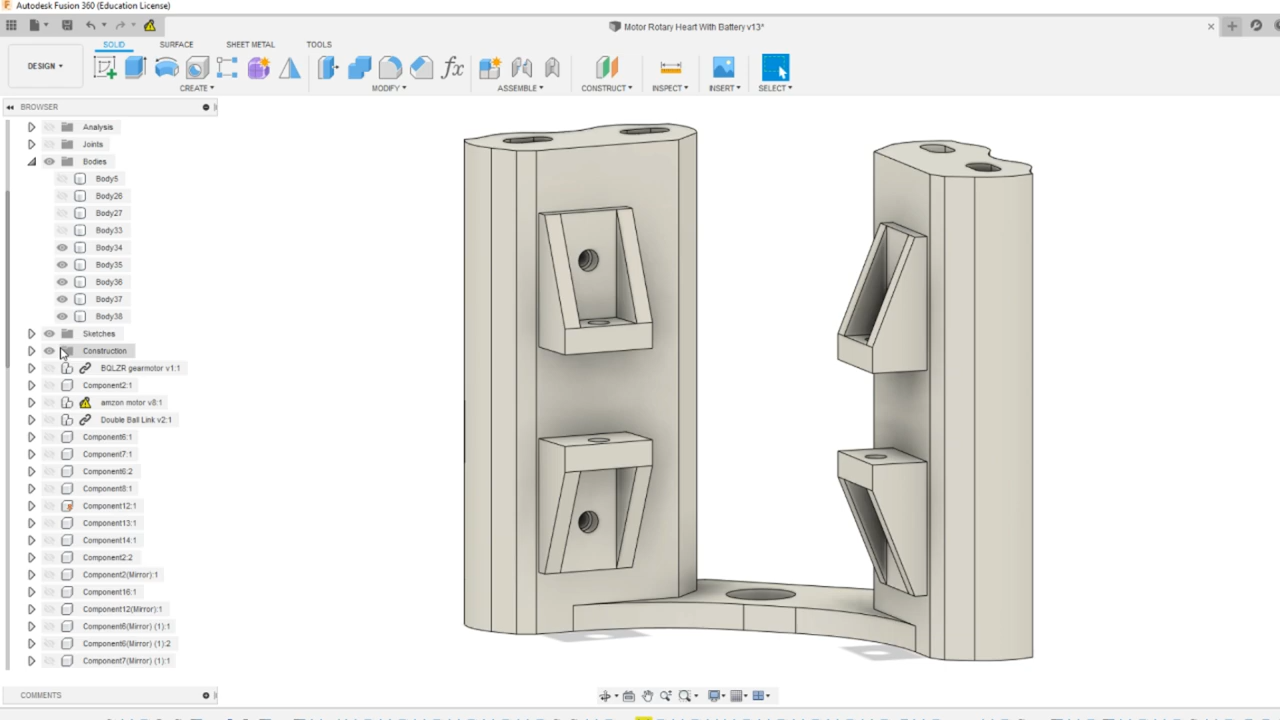 Autodesk Fusion 360 (Education License)
Motor Rotary Heart With Battery v13*
SOLID SURFACE SHEET METAL TOOLS
DESIGN
fx
CREATE MODIFY ASSEMBLE CONSTRUCT INSPECT INSERT SELECT
BROWSER
Analysis
Joints
Bodies
Body5
Body26
Body27
Body33
Body34
Body35
Body36
Body37
Body38
Sketches
Construction
BQLZR gearmotor v1:1
Component2:1
amzon motor v8:1
Double Ball Link v2:1
Component6:1
Component7:1
Component6:2
Component8:1
Component12:1
Component13:1
Component14:1
Component2:2
Component2(Mirror):1
Component16:1
Component12(Mirror):1
Component6(Mirror) (1):1
Component6(Mirror) (1):2
Component7(Mirror) (1):1
COMMENTS